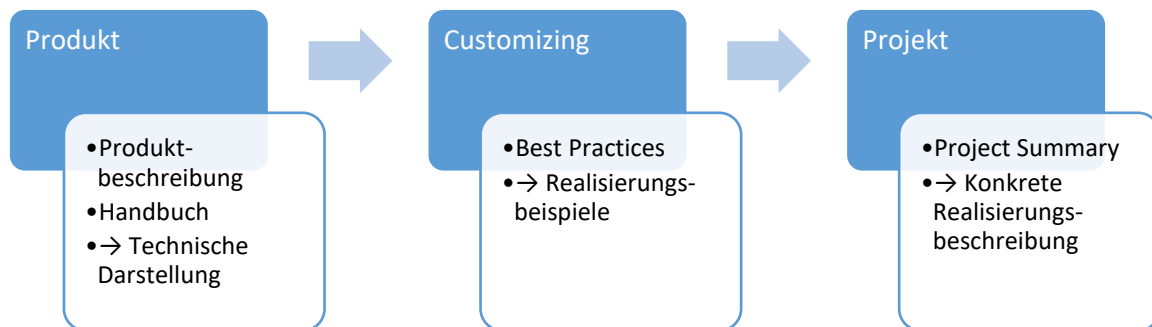 Produkt
•Produkt-
beschreibung
•Handbuch
•→ Technische
Darstellung
Customizing
•Best Practices
•→ Realisierungs-
beispiele
Projekt
•Project Summary
•→ Konkrete
Realisierungs-
beschreibung